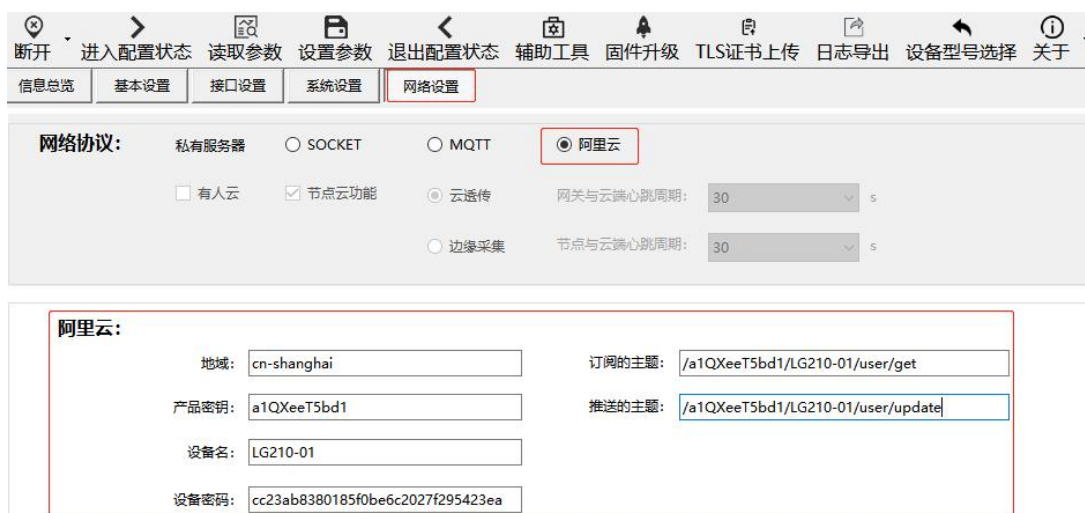 断开 进入配置状态 读取参数 设置参数 退出配置状态 辅助工具 固件升级 TLS证书上传 日志导出 设备型号选择 关于
信息总览 基本设置 接口设置 系统设置 网络设置
网络协议： 私有服务器 SOCKET MQTT 阿里云
有人云 节点云功能 云透传 网关与云端心跳周期： 30 s
边缘采集 节点与云端心跳周期： 30 s
阿里云：
地域： cn-shanghai 订阅的主题： /a1QXeeT5bd1/LG210-01/user/get
产品密钥： a1QXeeT5bd1 推送的主题： /a1QXeeT5bd1/LG210-01/user/update
设备名： LG210-01
设备密码： cc23ab8380185f0be6c2027f295423ea